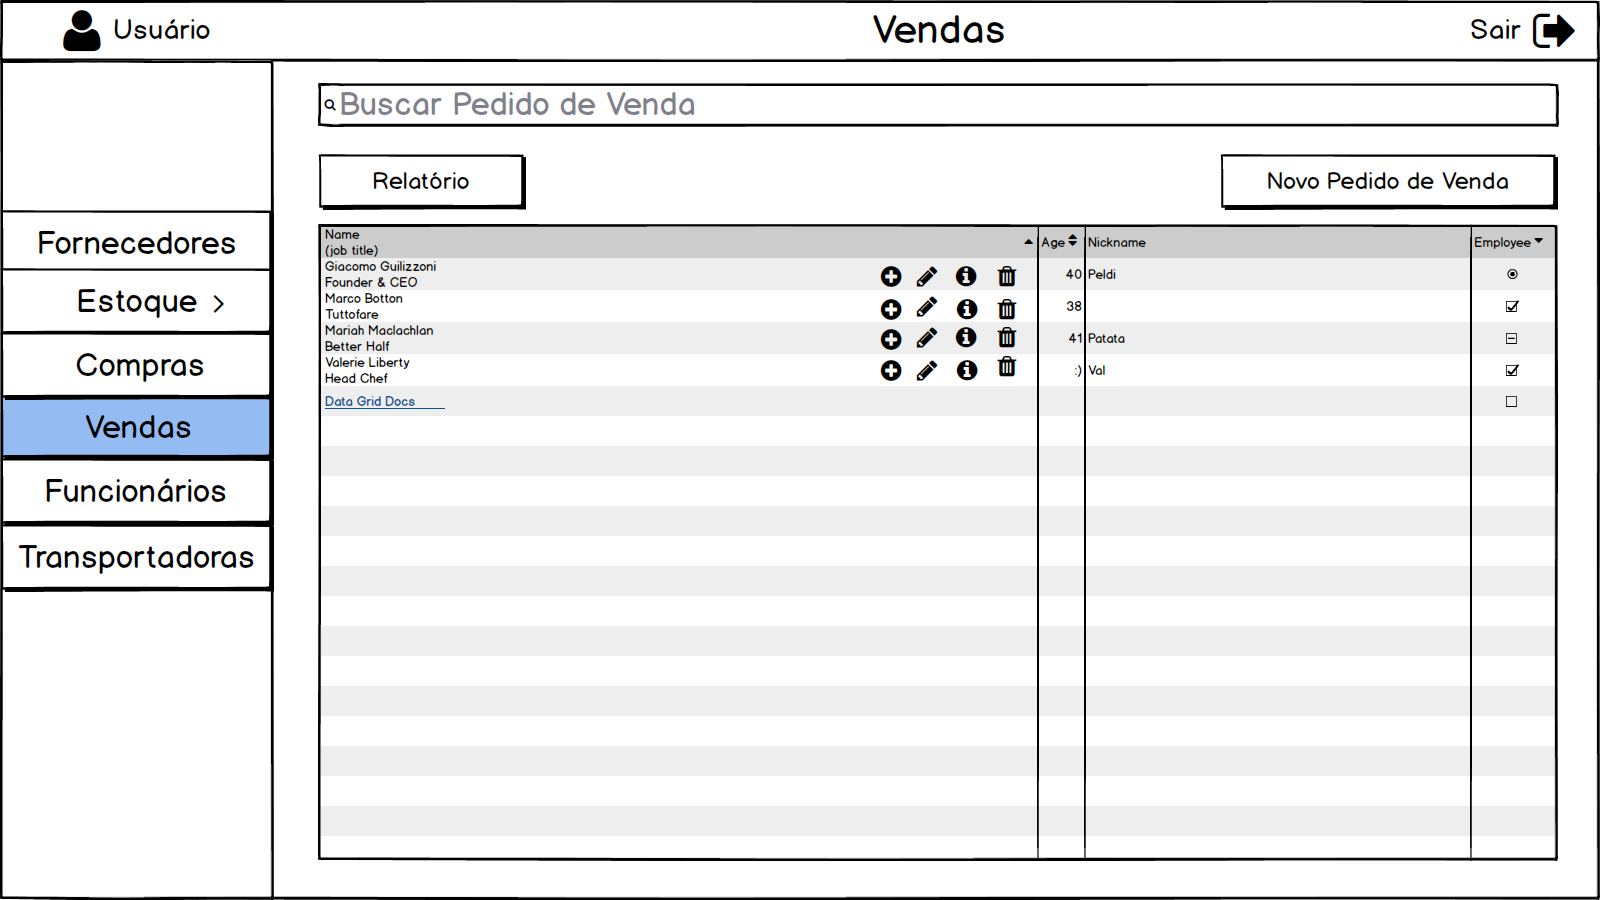 Usuário
Vendas
Sair
Buscar Pedido de Venda
Relatório
Novo Pedido de Venda
Fornecedores
Estoque >
Compras
Vendas
Funcionários
Transportadoras
Name
(job title)
Age
Nickname
Employee
Giacomo Guilizzoni
Founder & CEO
40
Peldi
Marco Botton
Tuttofare
38
Mariah Maclachlan
Better Half
41
Patata
Valerie Liberty
Head Chef
:)
Val
Data Grid Docs